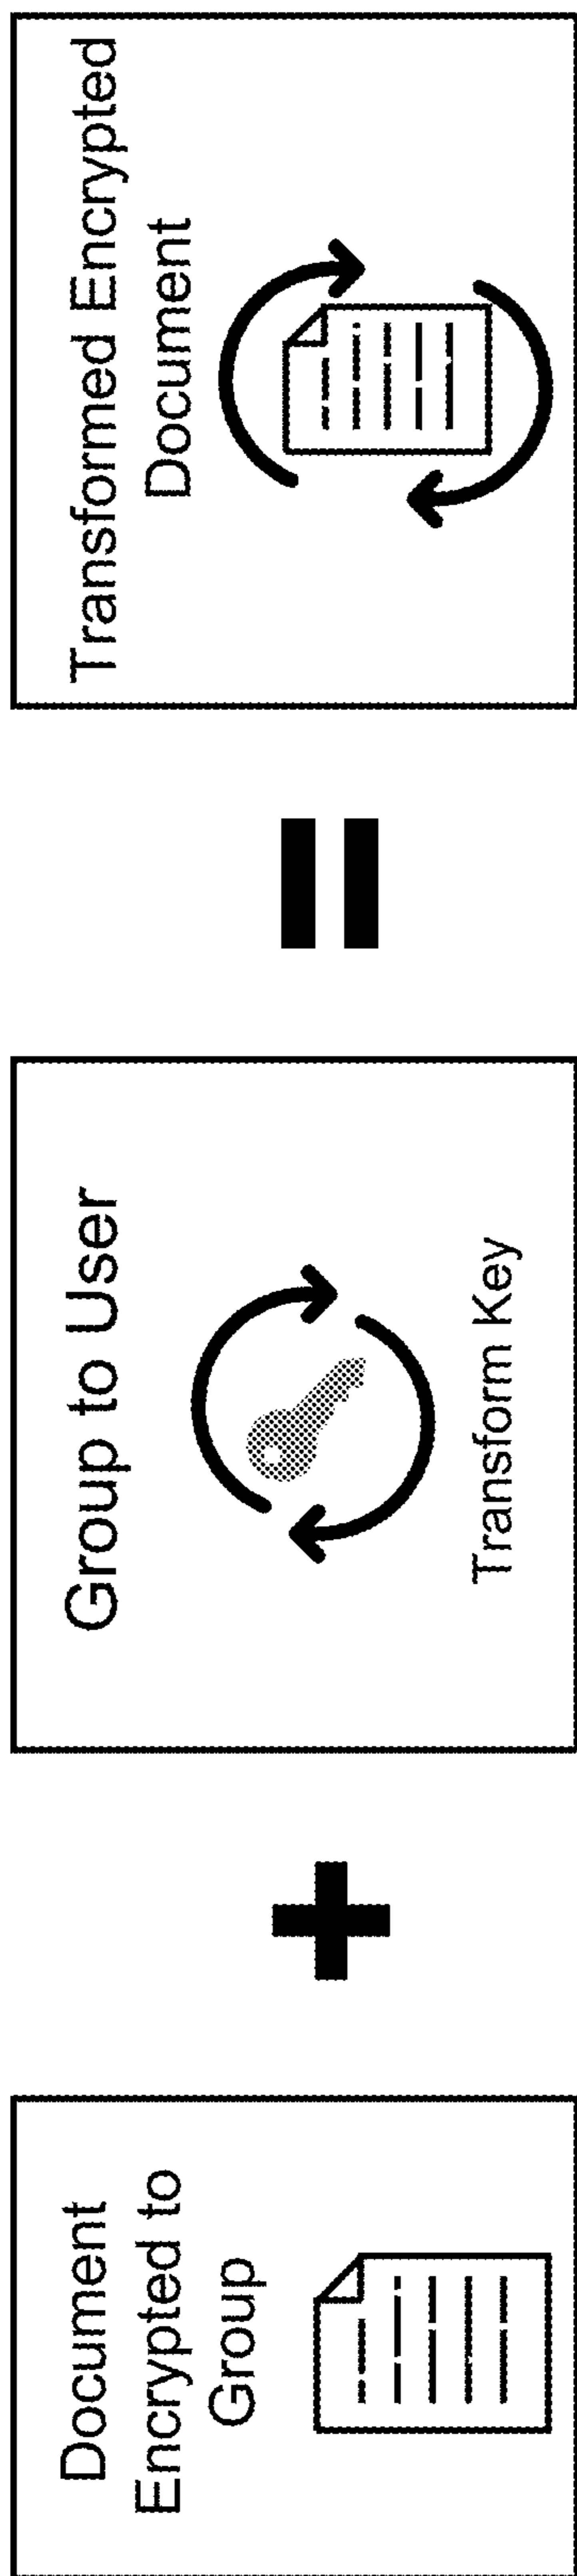 Document
Encrypted to
Group
+
Group to User
Transform Key
=
Transformed Encrypted
Document